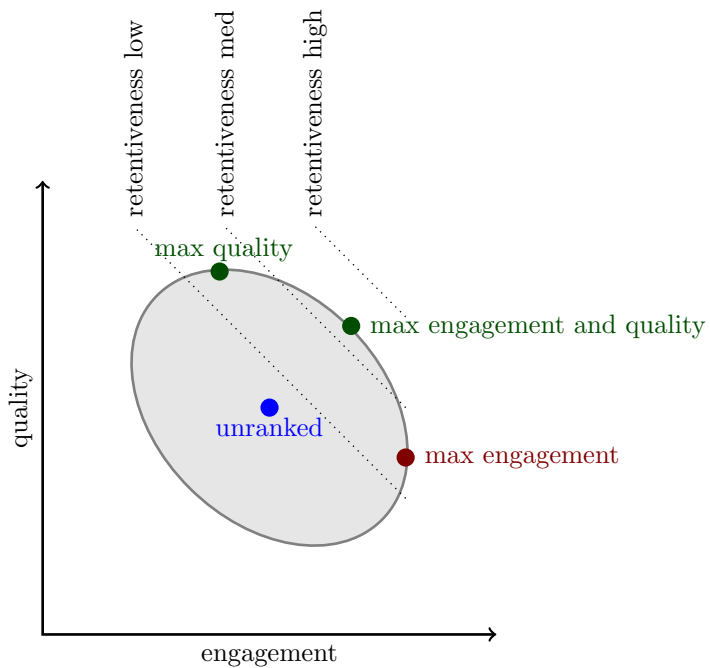 retentiveness low
retentiveness med
retentiveness high
max quality
max engagement and quality
quality
unranked
max engagement
engagement